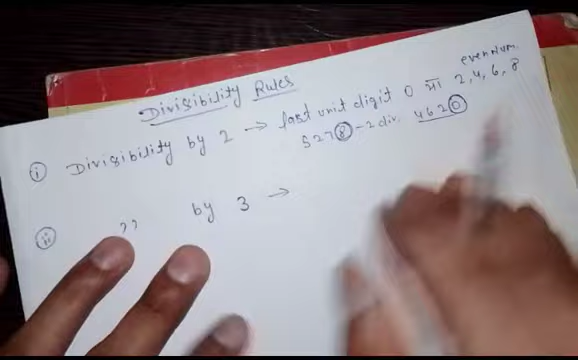 Divisibility Rules
even num.
(i) Divisibility by 2 → last unit digit 0 या 2, 4, 6, 8
5278 - 2 div. 4620
(ii) ,, by 3 →